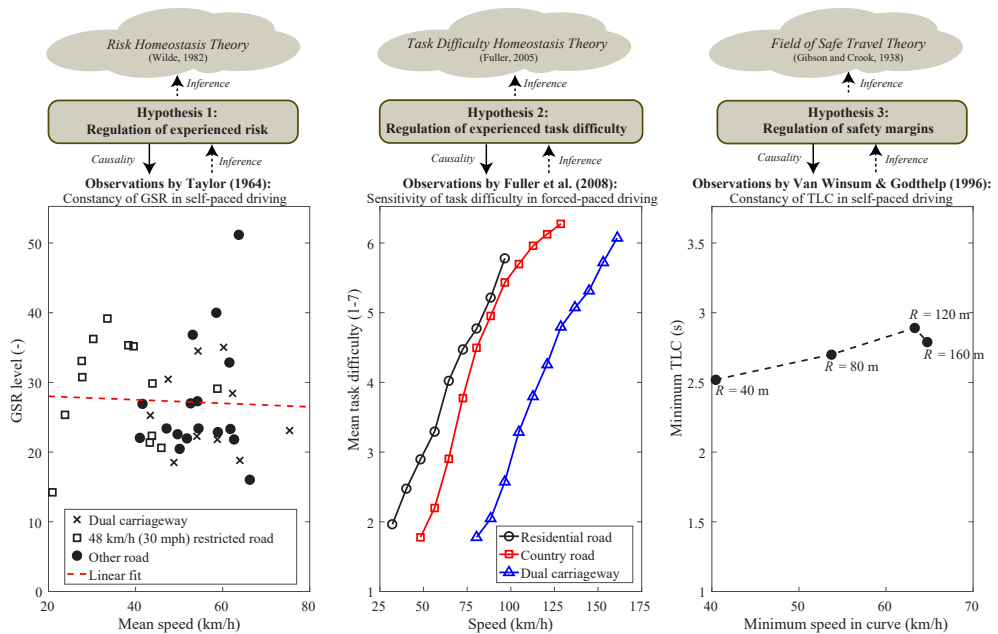 Risk Homeostasis Theory
(Wilde, 1982)
Inference
Hypothesis 1:
Regulation of experienced risk
Causality
Inference
Observations by Taylor (1964):
Constancy of GSR in self-paced driving
GSR level (-)
50
40
30
20
10
0
Dual carriageway
48 km/h (30 mph) restricted road
Other road
Linear fit
20
40
60
80
Mean speed (km/h)
Task Difficulty Homeostasis Theory
(Fuller, 2005)
Inference
Hypothesis 2:
Regulation of experienced task difficulty
Causality
Inference
Observations by Fuller et al. (2008):
Sensitivity of task difficulty in forced-paced driving
Mean task difficulty (1-7)
6
5
4
3
2
1
Residential road
Country road
Dual carriageway
25
50
75
100
125
150
175
Speed (km/h)
Field of Safe Travel Theory
(Gibson and Crook, 1938)
Inference
Hypothesis 3:
Regulation of safety margins
Causality
Inference
Observations by Van Winsum & Godthelp (1996):
Constancy of TLC in self-paced driving
Minimum TLC (s)
3.5
3
2.5
2
1.5
1
R = 40 m
R = 80 m
R = 120 m
R = 160 m
40
50
60
70
Minimum speed in curve (km/h)